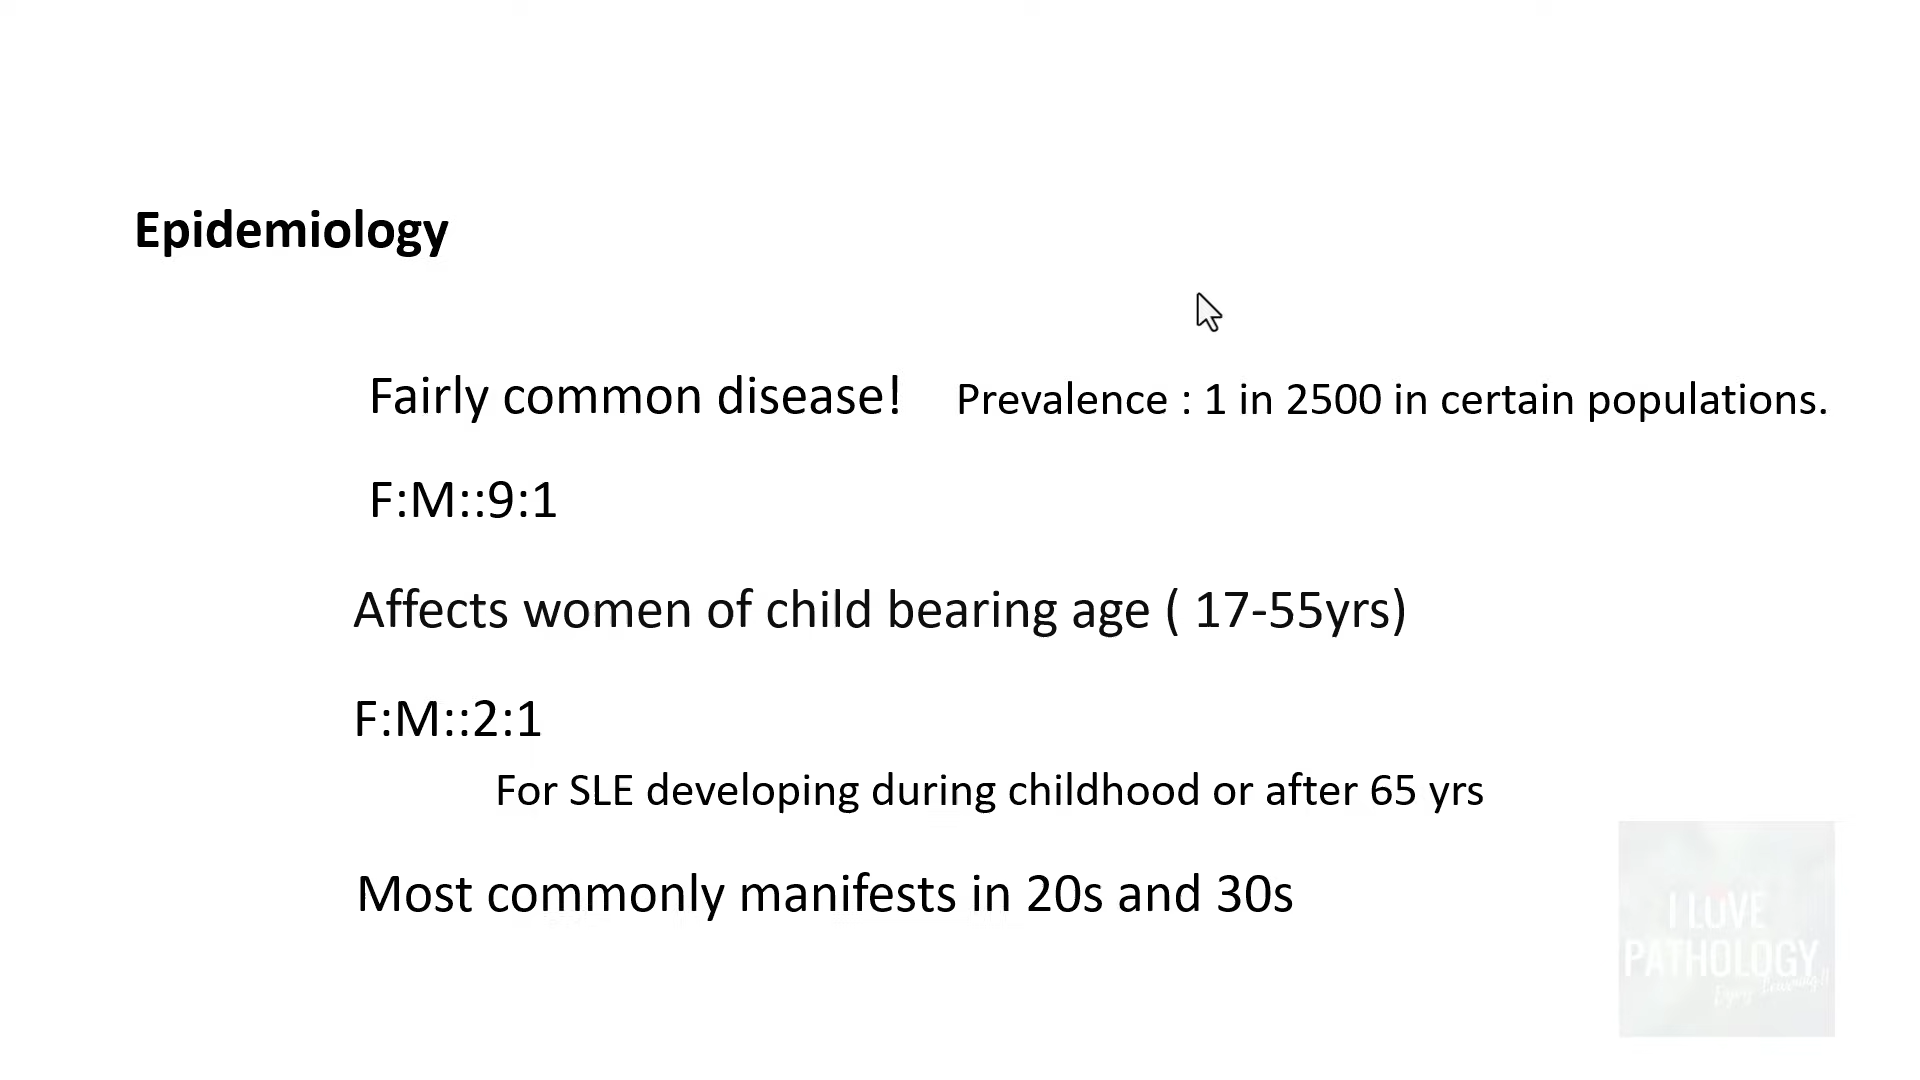 Epidemiology
Fairly common disease! Prevalence : 1 in 2500 in certain populations.
F:M::9:1
Affects women of child bearing age ( 17-55yrs)
F:M::2:1
For SLE developing during childhood or after 65 yrs
Most commonly manifests in 20s and 30s
I LOVE
PATHOLOGY
Enjoy Learning!!